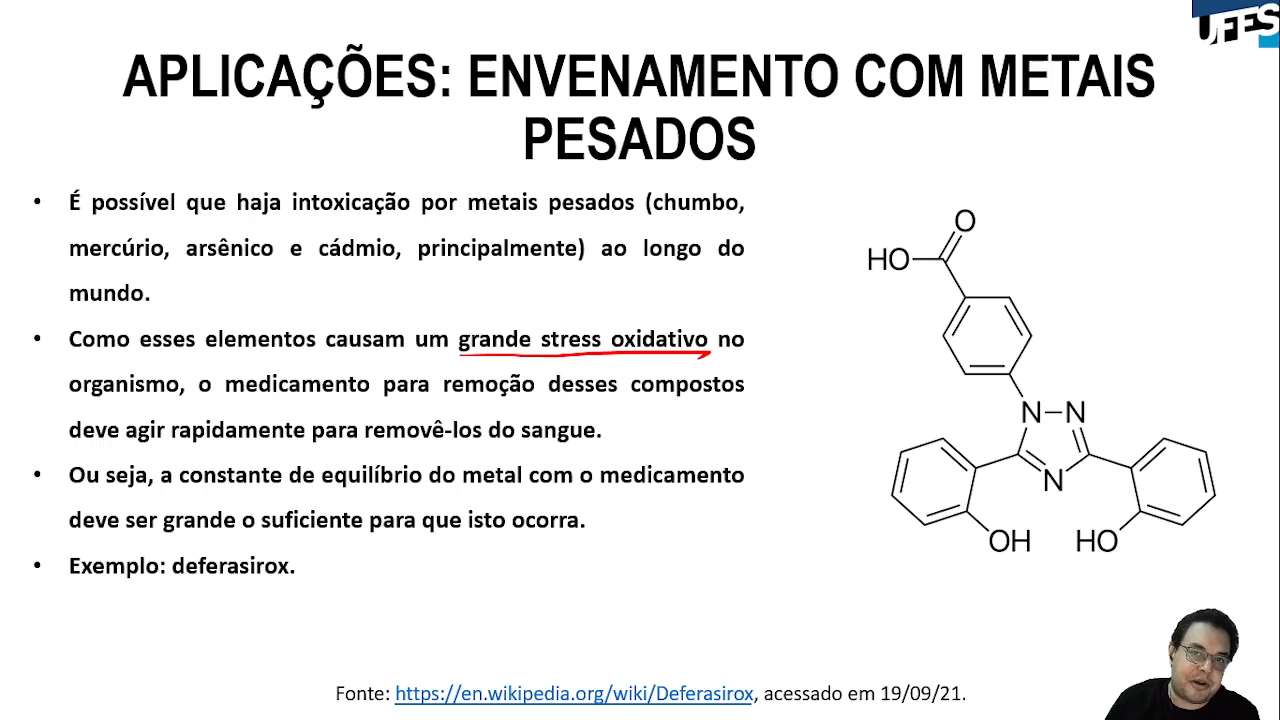 UFES
APLICAÇÕES: ENVENAMENTO COM METAIS
PESADOS
• É possível que haja intoxicação por metais pesados (chumbo,
mercúrio, arsênico e cádmio, principalmente) ao longo do
mundo.
• Como esses elementos causam um grande stress oxidativo no
organismo, o medicamento para remoção desses compostos
deve agir rapidamente para removê-los do sangue.
• Ou seja, a constante de equilíbrio do metal com o medicamento
deve ser grande o suficiente para que isto ocorra.
• Exemplo: deferasirox.
O
HO
N N
N
OH HO
Fonte: https://en.wikipedia.org/wiki/Deferasirox, acessado em 19/09/21.